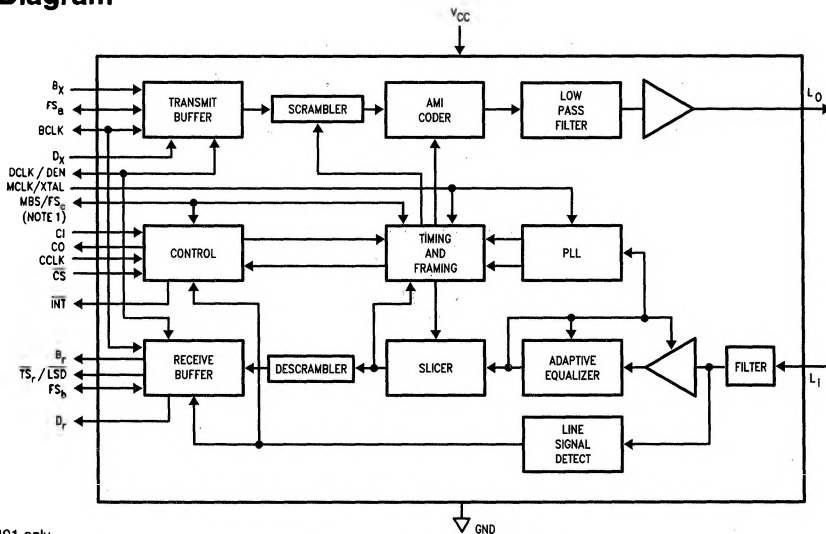 Diagram
VCC
BX
FSB
BCLK
DX
DCLK / DEN
MCLK/XTAL
MBS/FSC
(NOTE 1)
CI
CO
CCLK
CS
INT
Br
TSr / LSD
FSb
Dr
TRANSMIT
BUFFER
SCRAMBLER
AMI
CODER
LOW
PASS
FILTER
LO
CONTROL
TIMING
AND
FRAMING
PLL
RECEIVE
BUFFER
DESCRAMBLER
SLICER
ADAPTIVE
EQUALIZER
FILTER
Li
LINE
SIGNAL
DETECT
GND
only